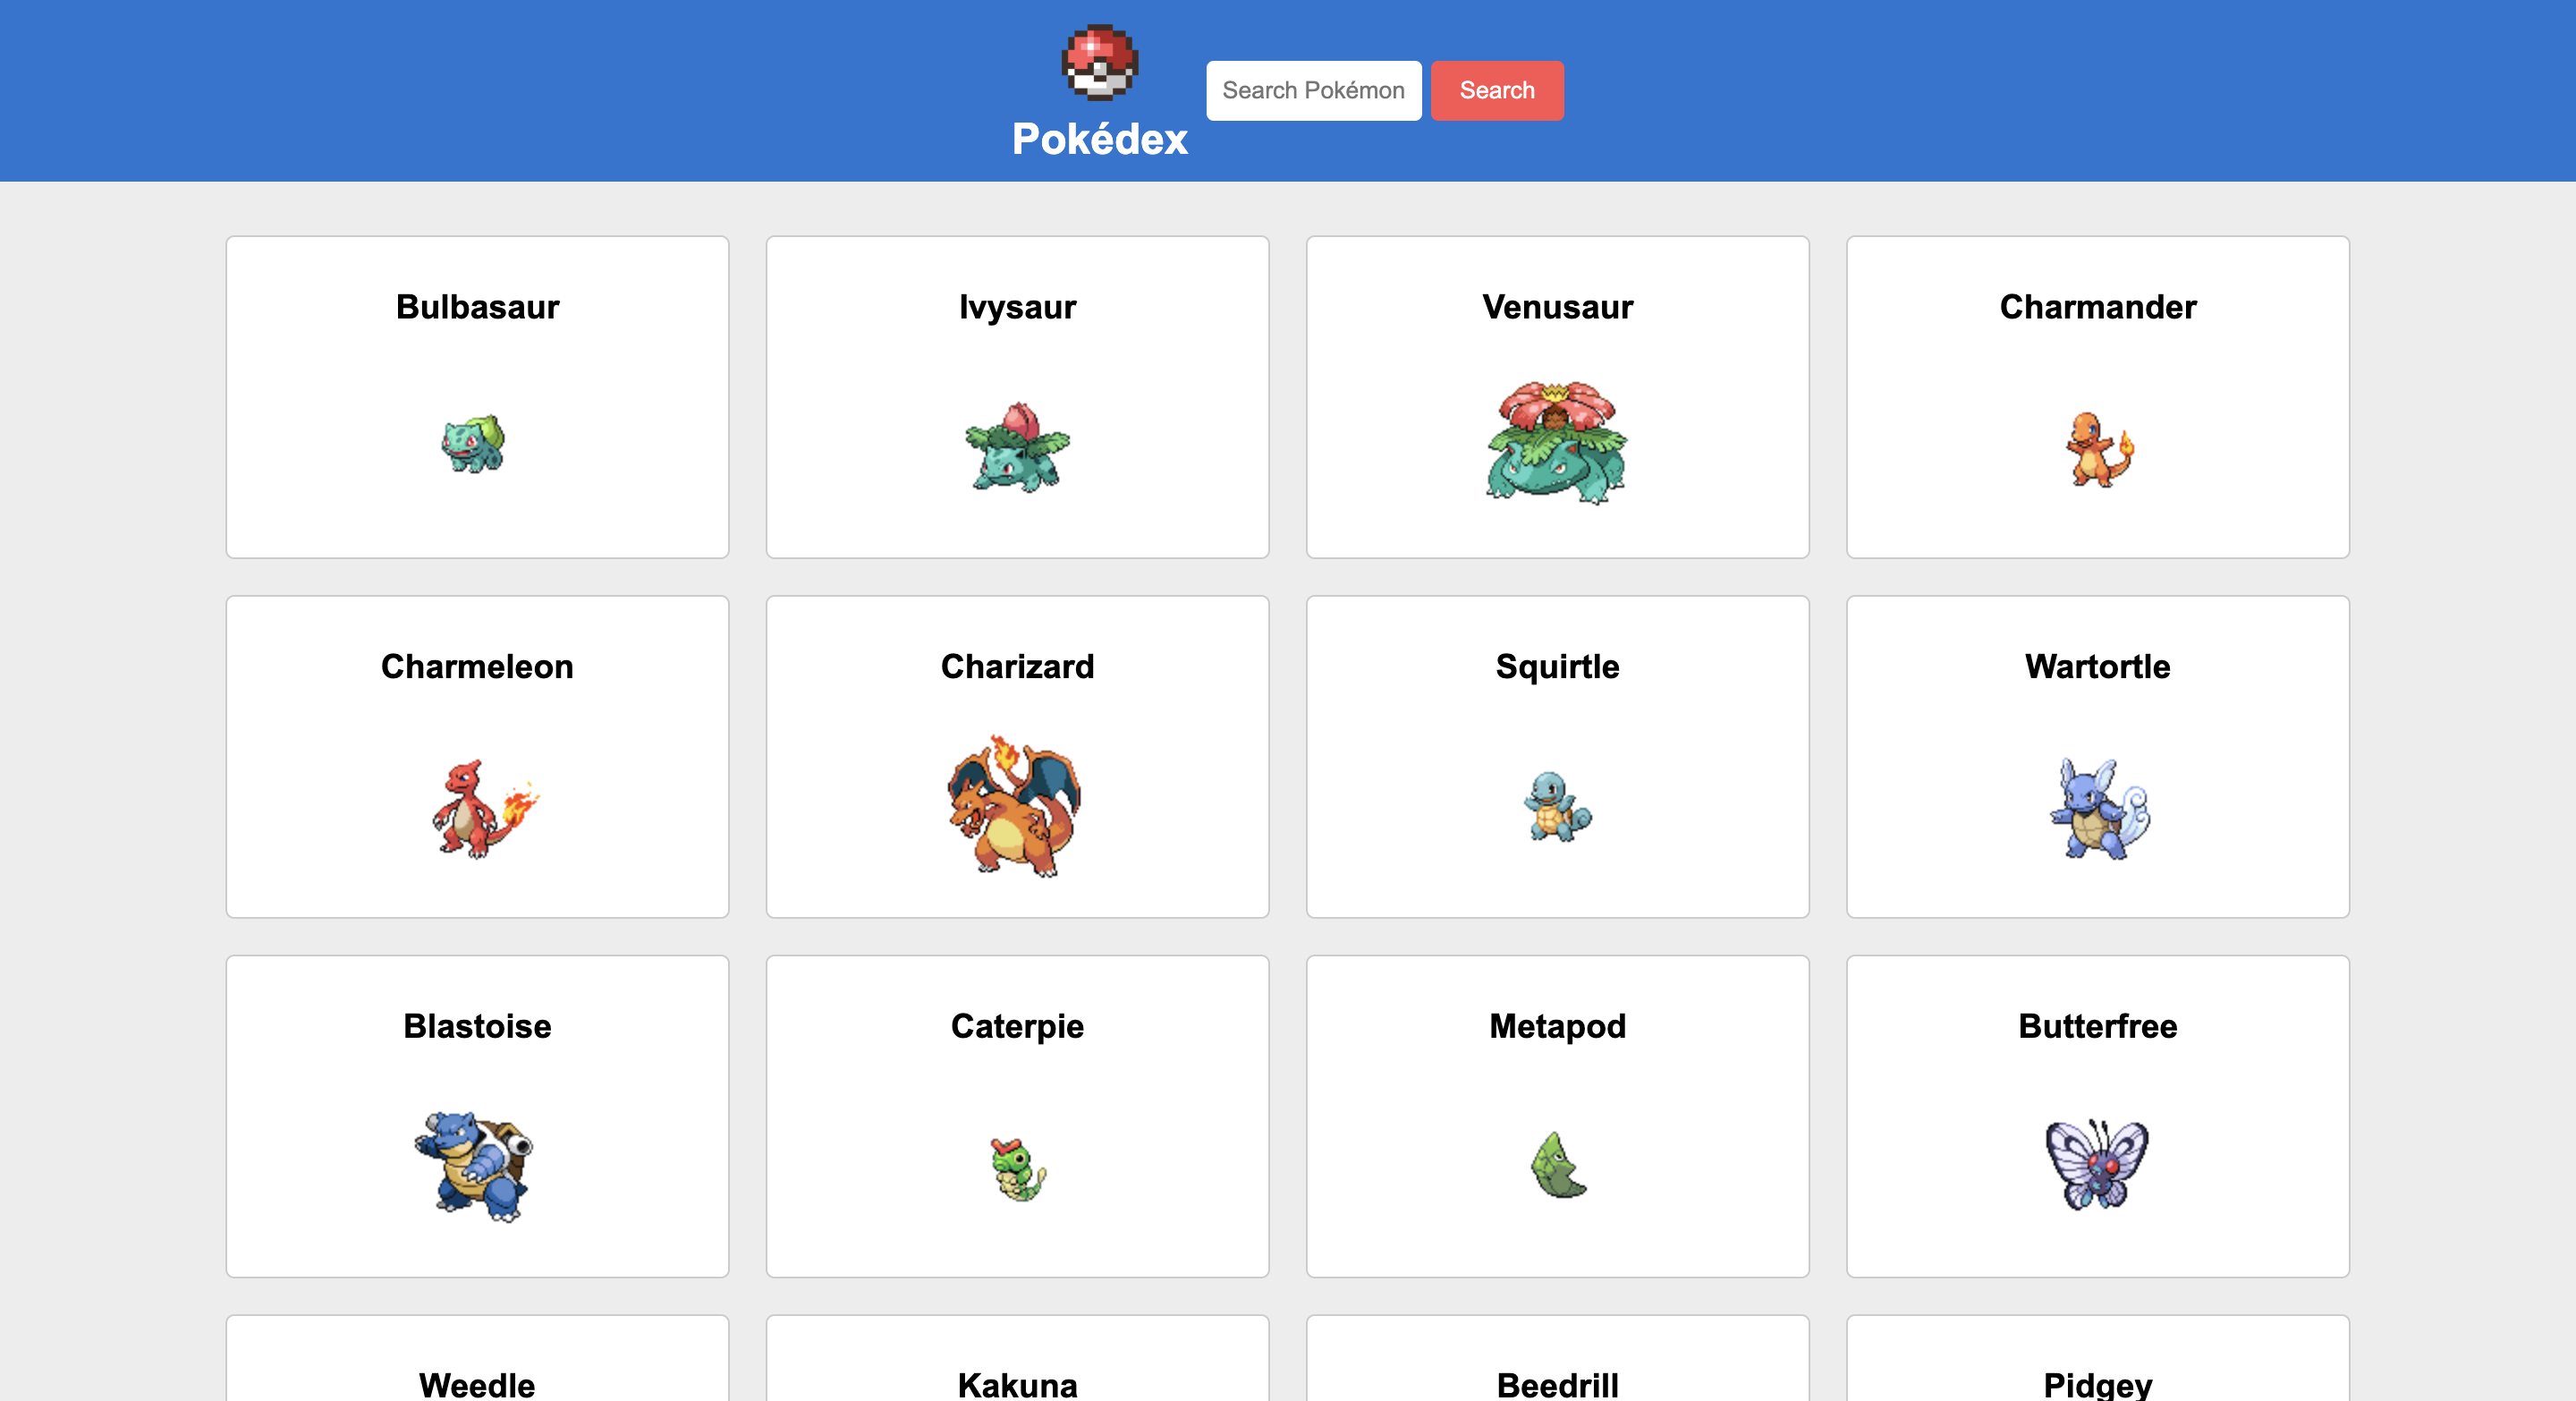 Pokédex
Search Pokémon
Search
Bulbasaur
Ivysaur
Venusaur
Charmander
Charmeleon
Charizard
Squirtle
Wartortle
Blastoise
Caterpie
Metapod
Butterfree
Weedle
Kakuna
Beedrill
Pidgey